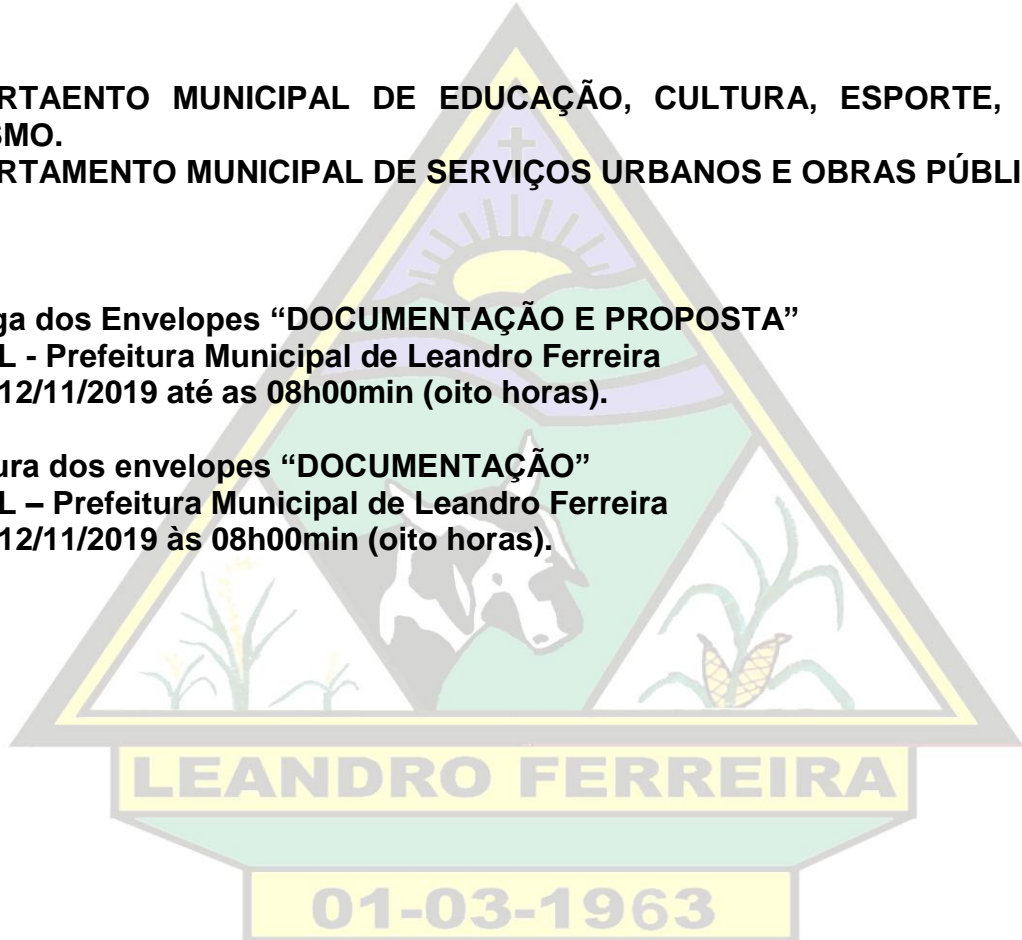 RTAENTO MUNICIPAL DE EDUCAÇÃO, CULTURA, ESPORTE,
SMO.
RTAMENTO MUNICIPAL DE SERVIÇOS URBANOS E OBRAS PÚBLI
ga dos Envelopes “DOCUMENTAÇÃO E PROPOSTA”
L - Prefeitura Municipal de Leandro Ferreira
12/11/2019 até as 08h00min (oito horas).
ura dos envelopes “DOCUMENTAÇÃO”
L – Prefeitura Municipal de Leandro Ferreira
12/11/2019 às 08h00min (oito horas).
LEANDRO FERREIRA
01-03-1963